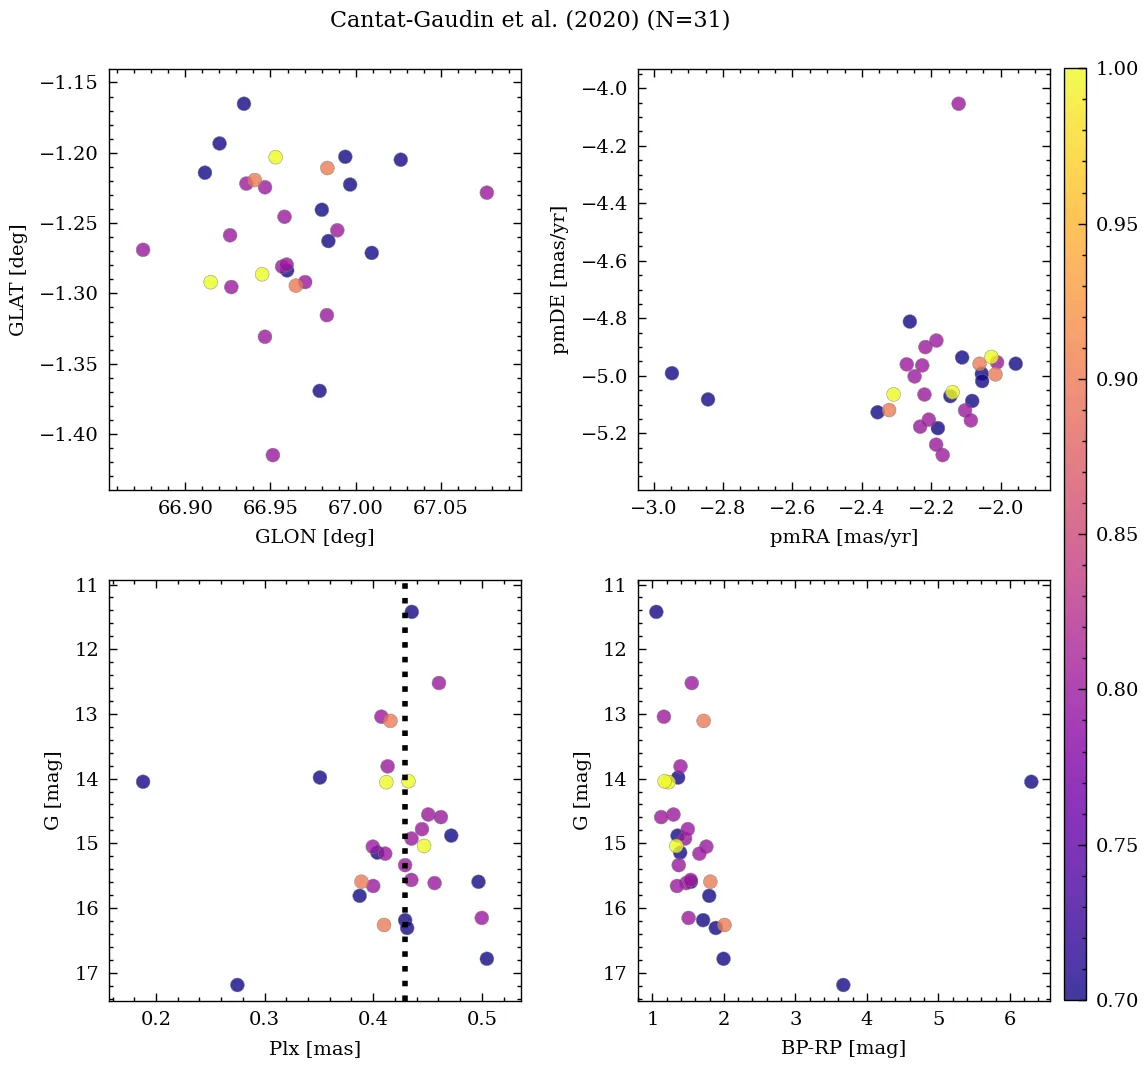 Cantat-Gaudin et al. (2020) (N=31)
−1.15
−1.20
−1.25
−1.30
−1.35
−1.40
GLAT [deg]
66.90 66.95 67.00 67.05
GLON [deg]
−4.0
−4.2
−4.4
−4.6
−4.8
−5.0
−5.2
pmDE [mas/yr]
−3.0 −2.8 −2.6 −2.4 −2.2 −2.0
pmRA [mas/yr]
11
12
13
14
15
16
17
G [mag]
0.2 0.3 0.4 0.5
Plx [mas]
11
12
13
14
15
16
17
G [mag]
1 2 3 4 5 6
BP-RP [mag]
1.00
0.95
0.90
0.85
0.80
0.75
0.70